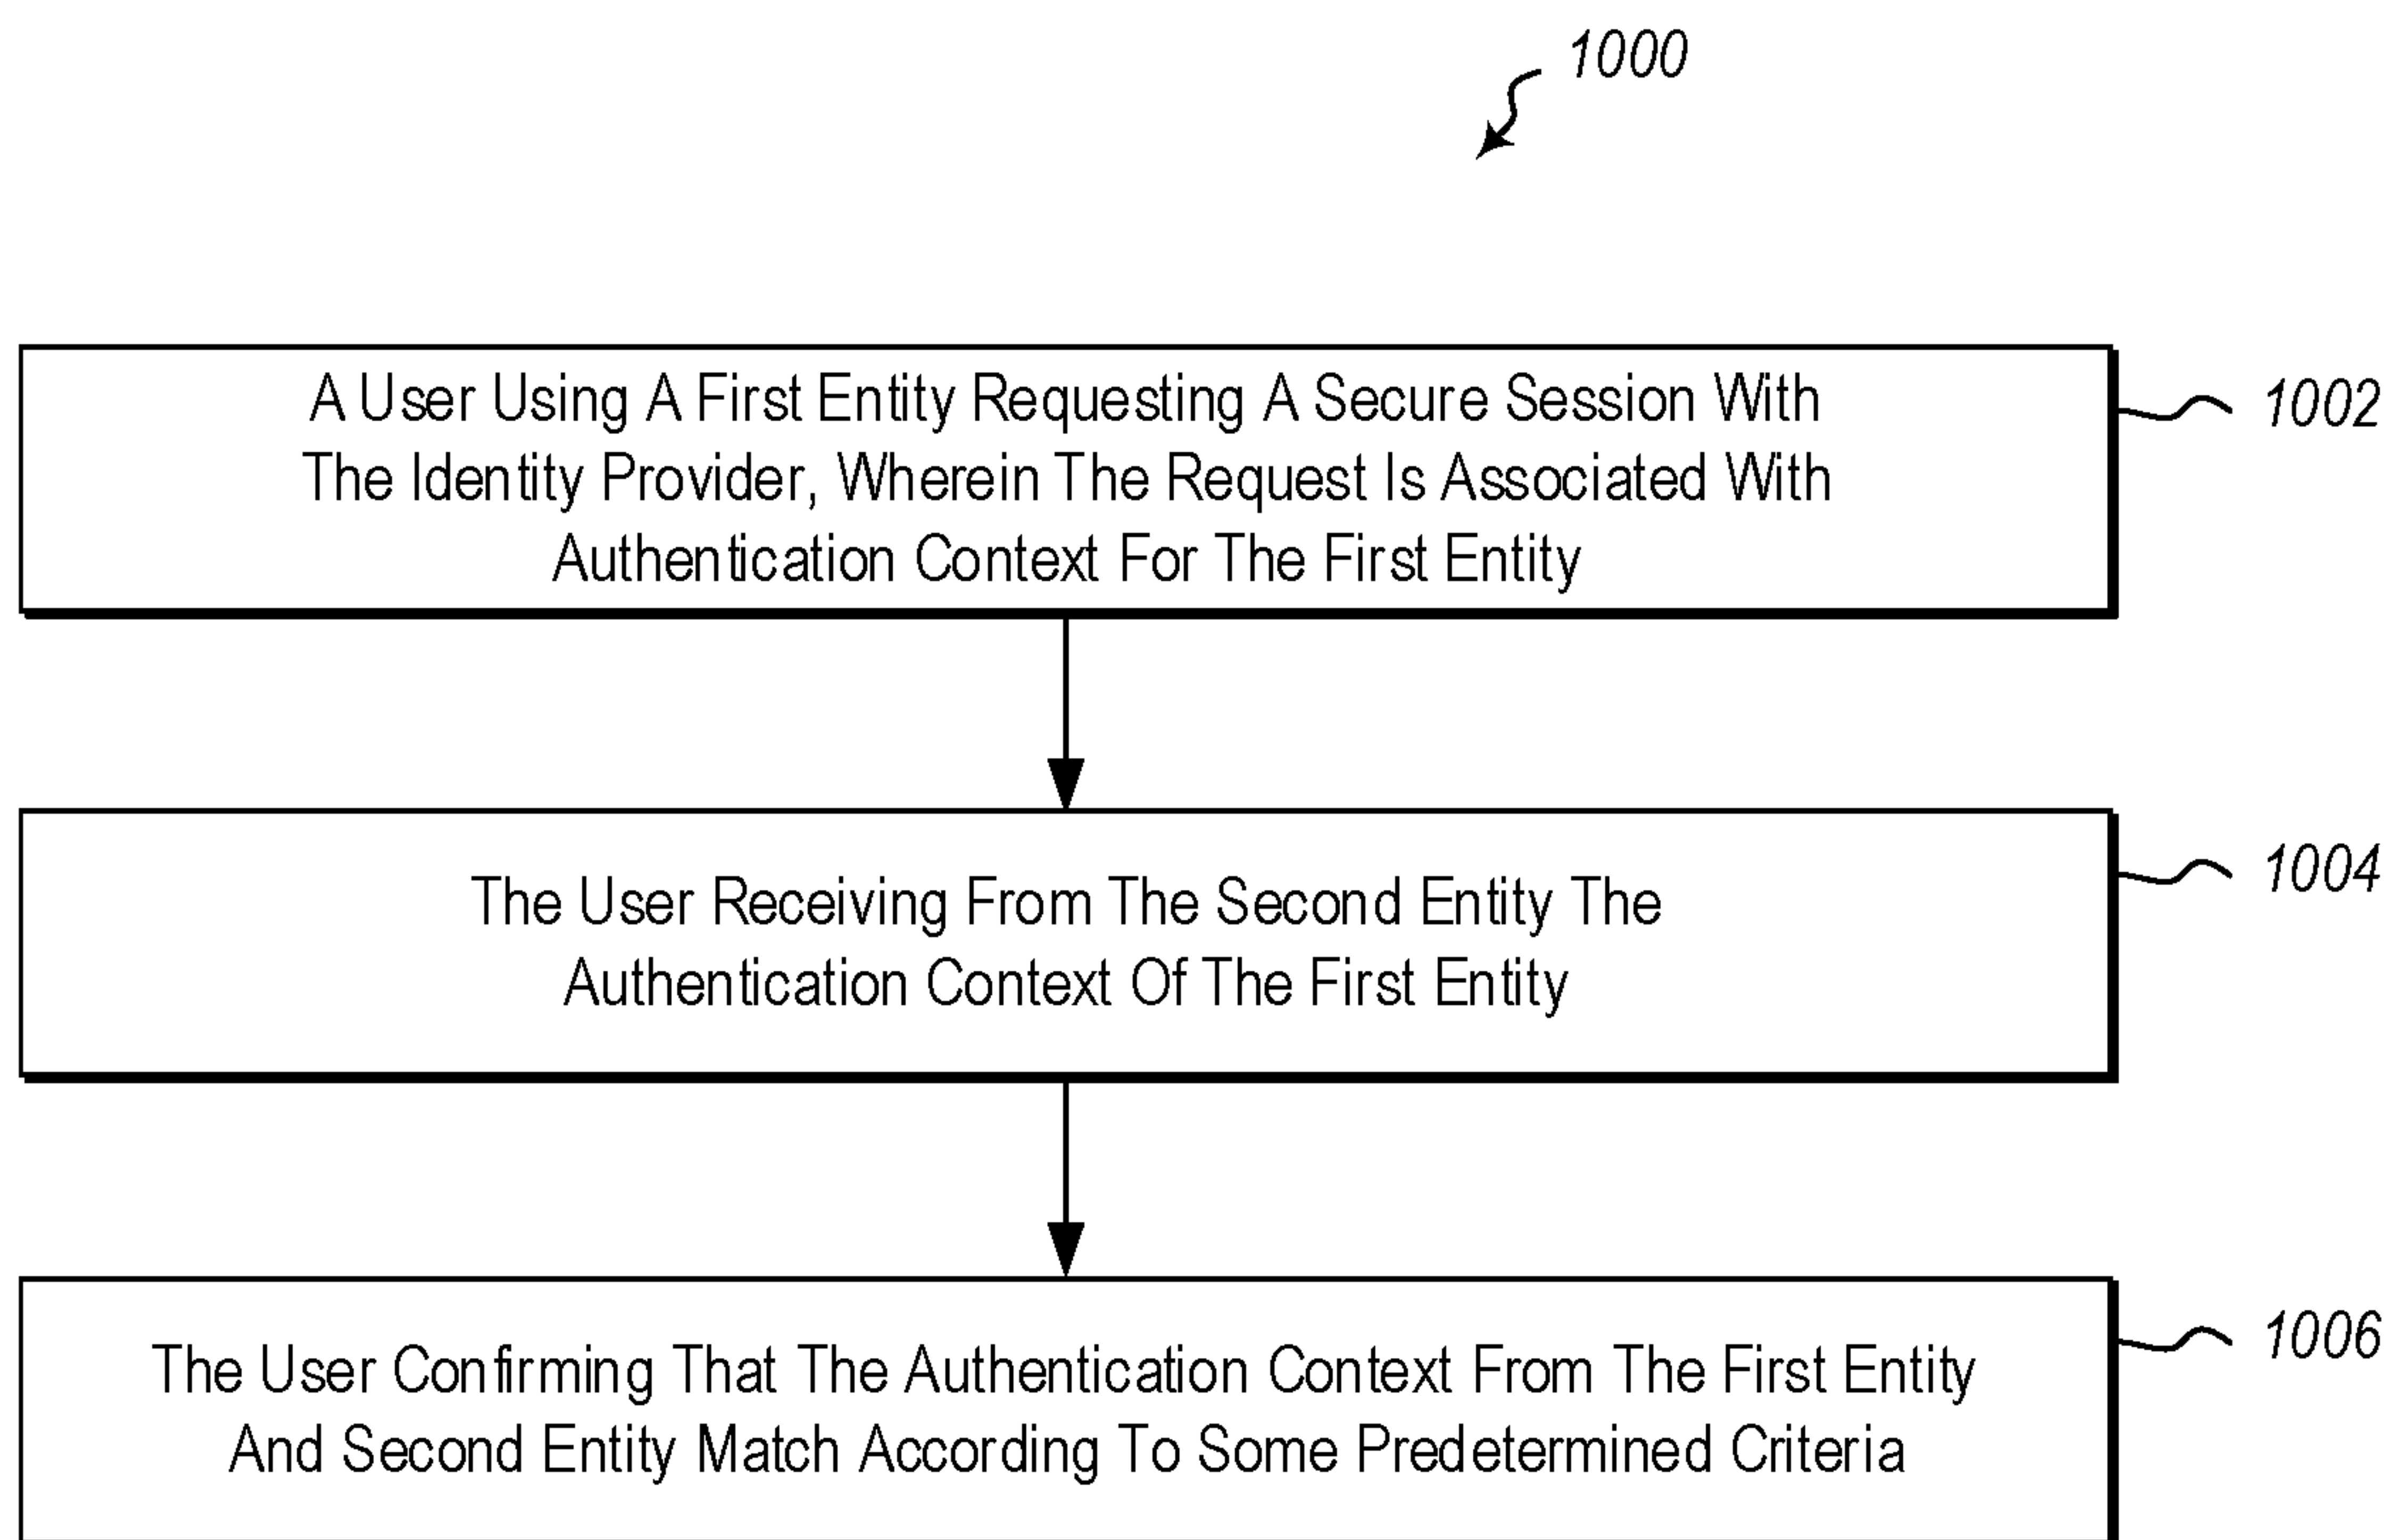 1000
A User Using A First Entity Requesting A Secure Session With
The Identity Provider, Wherein The Request Is Associated With
Authentication Context For The First Entity
1002
The User Receiving From The Second Entity The
Authentication Context Of The First Entity
1004
The User Confirming That The Authentication Context From The First Entity
And Second Entity Match According To Some Predetermined Criteria
1006